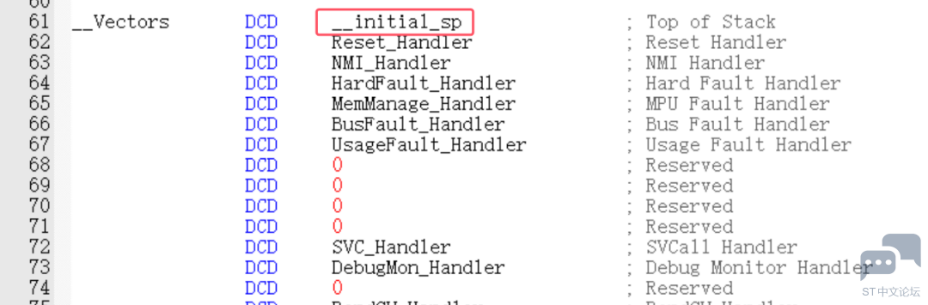 61 __Vectors DCD __initial_sp ; Top of Stack
62 DCD Reset_Handler ; Reset Handler
63 DCD NMI_Handler ; NMI Handler
64 DCD HardFault_Handler ; Hard Fault Handler
65 DCD MemManage_Handler ; MPU Fault Handler
66 DCD BusFault_Handler ; Bus Fault Handler
67 DCD UsageFault_Handler ; Usage Fault Handler
68 DCD 0 ; Reserved
69 DCD 0 ; Reserved
70 DCD 0 ; Reserved
71 DCD 0 ; Reserved
72 DCD SVC_Handler ; SVCall Handler
73 DCD DebugMon_Handler ; Debug Monitor Handler
74 DCD 0 ; Reserved
ST中文论坛